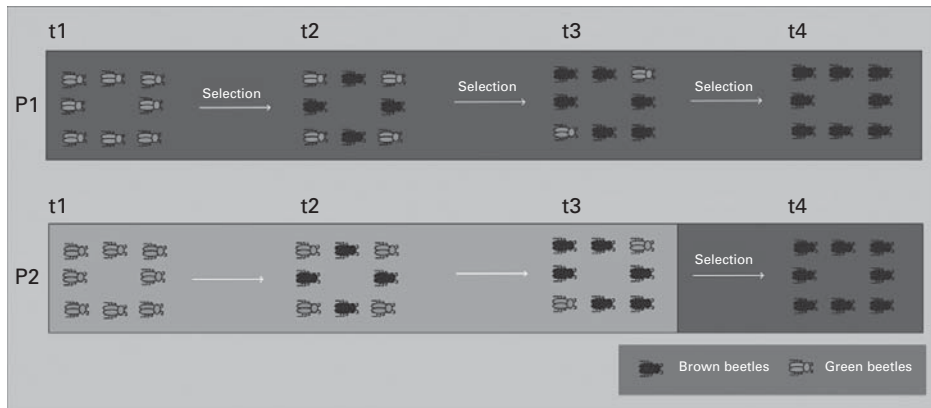 t1 t2 t3 t4
P1 Selection Selection Selection
t1 t2 t3 t4
P2 Selection
Brown beetles Green beetles